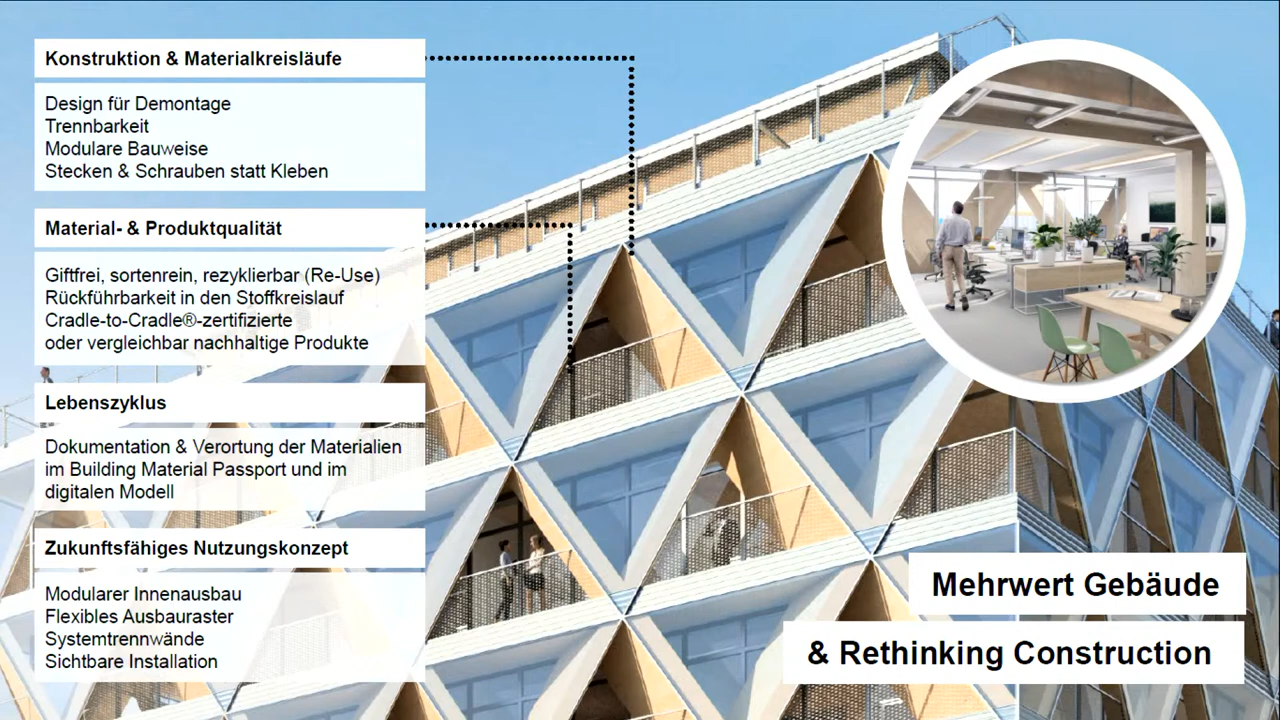 Konstruktion & Materialkreisläufe
Design für Demontage
Trennbarkeit
Modulare Bauweise
Stecken & Schrauben statt Kleben
Material- & Produktqualität
Giftfrei, sortenrein, rezyklierbar (Re-Use)
Rückführbarkeit in den Stoffkreislauf
Cradle-to-Cradle®-zertifizierte
oder vergleichbar nachhaltige Produkte
Lebenszyklus
Dokumentation & Verortung der Materialien
im Building Material Passport und im
digitalen Modell
Zukunftsfähiges Nutzungskonzept
Modularer Innenausbau
Flexibles Ausbauraster
Systemtrennwände
Sichtbare Installation
Mehrwert Gebäude
& Rethinking Construction